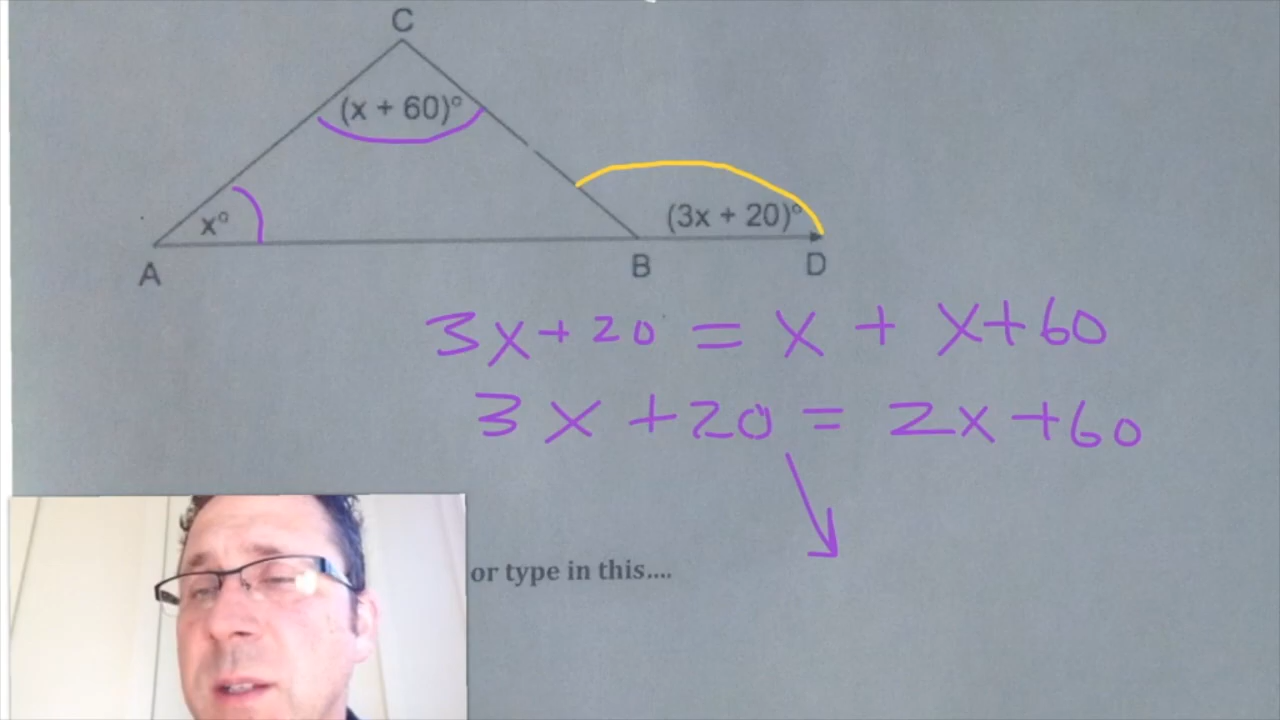 C
(x + 60)°
x°
(3x + 20)°
A
B
D
3x + 20 = x + x + 60
3x + 20 = 2x + 60
or type in this....